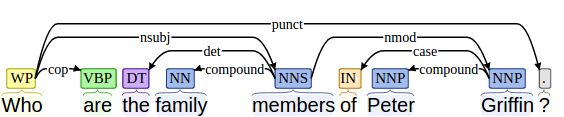 punct
nsubj nmod
det case
cop compound compound
WP VBP DT NN NNS IN NNP NNP .
Who are the family members of Peter Griffin ?